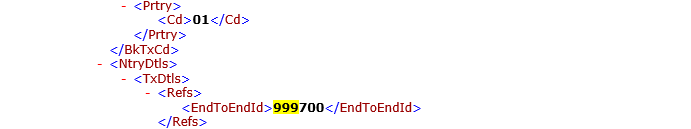 - <Prtry>
<Cd>01</Cd>
</Prtry>
</BkTxCd>
- <NtryDtls>
- <TxDtls>
- <Refs>
<EndToEndId>999700</EndToEndId>
</Refs>